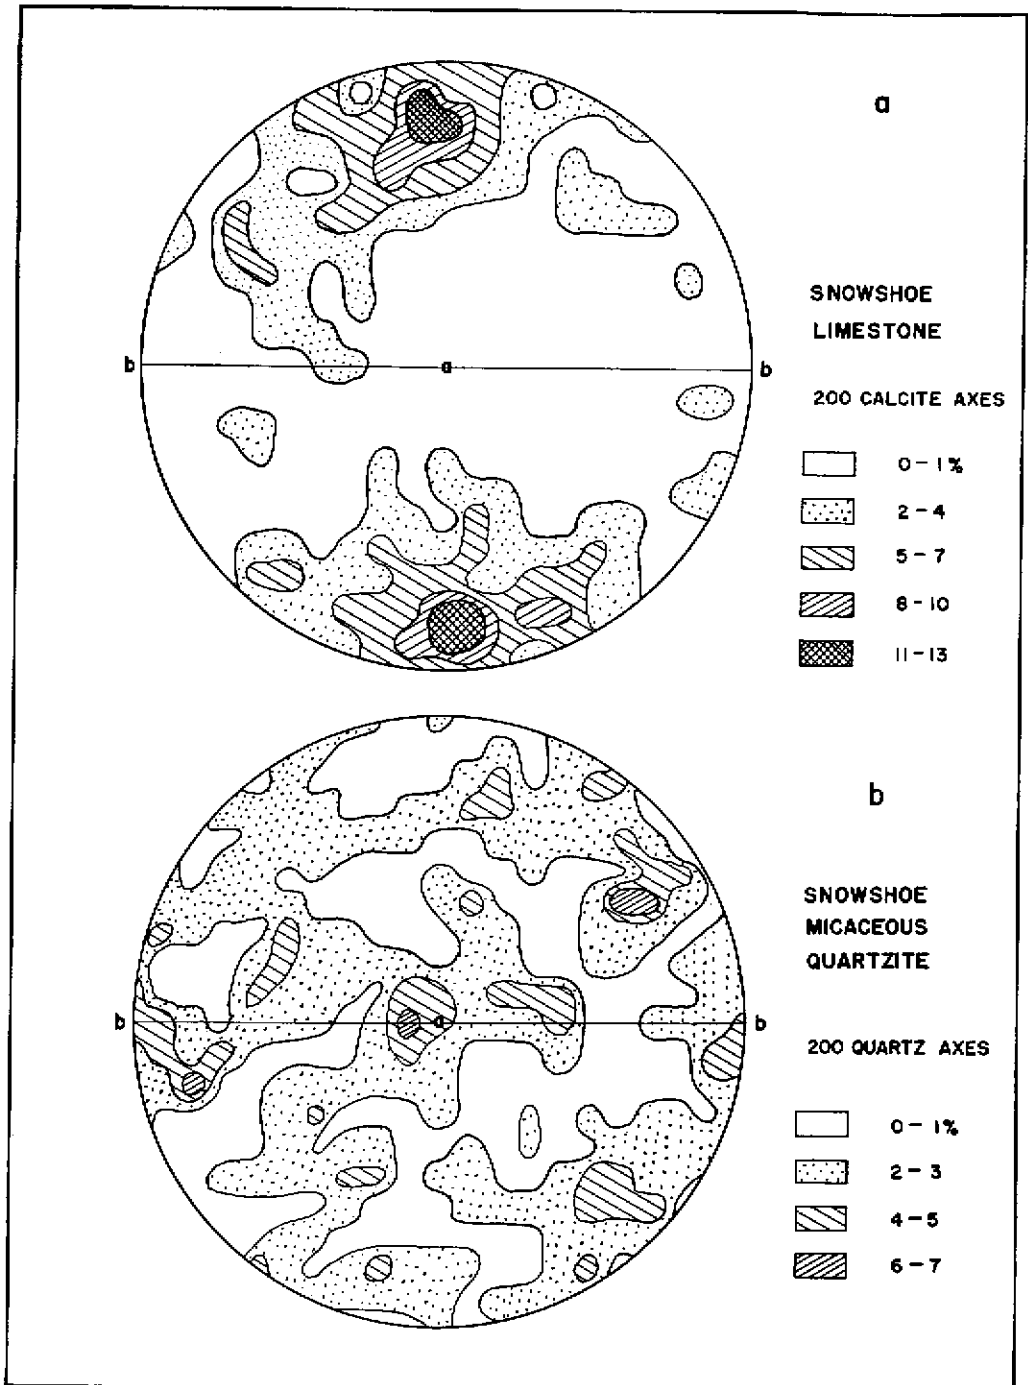 a
SNOWSHOE
LIMESTONE
b a b
200 CALCITE AXES
0-1%
2-4
5-7
8-10
11-13
b
SNOWSHOE
MICACEOUS
QUARTZITE
b a b
200 QUARTZ AXES
0-1%
2-3
4-5
6-7